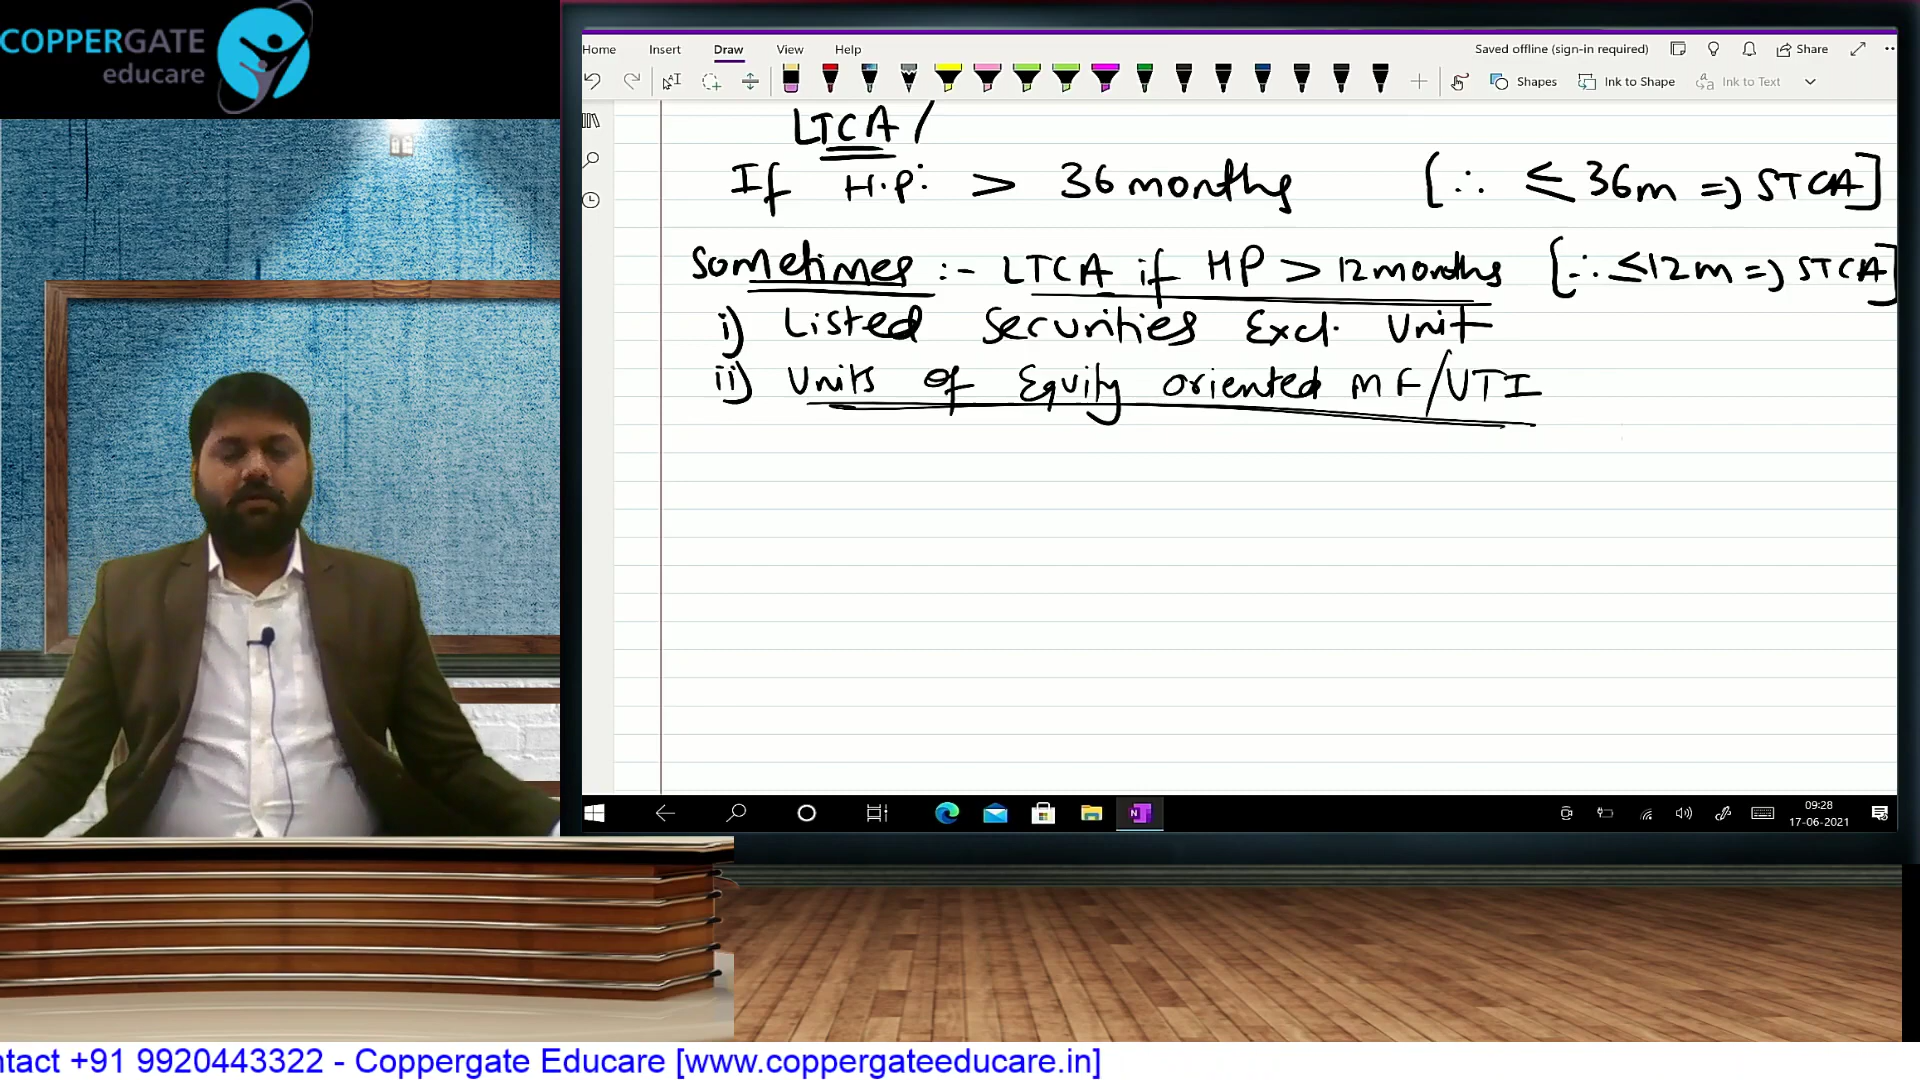 COPPERGATE
educare
Home Insert Draw View Help Saved offline (sign-in required) Share
Shapes Ink to Shape Ink to Text
LTCA /
If H.P. > 36 months [∴ ≤ 36m => STCA]
Sometimes :- LTCA if HP > 12 months [∴ ≤12m => STCA]
i) Listed Securities Excl. Unit
ii) Units of Equity oriented MF/UTI
09:28
17-06-2021
ntact +91 9920443322 - Coppergate Educare [www.coppergateeducare.in]